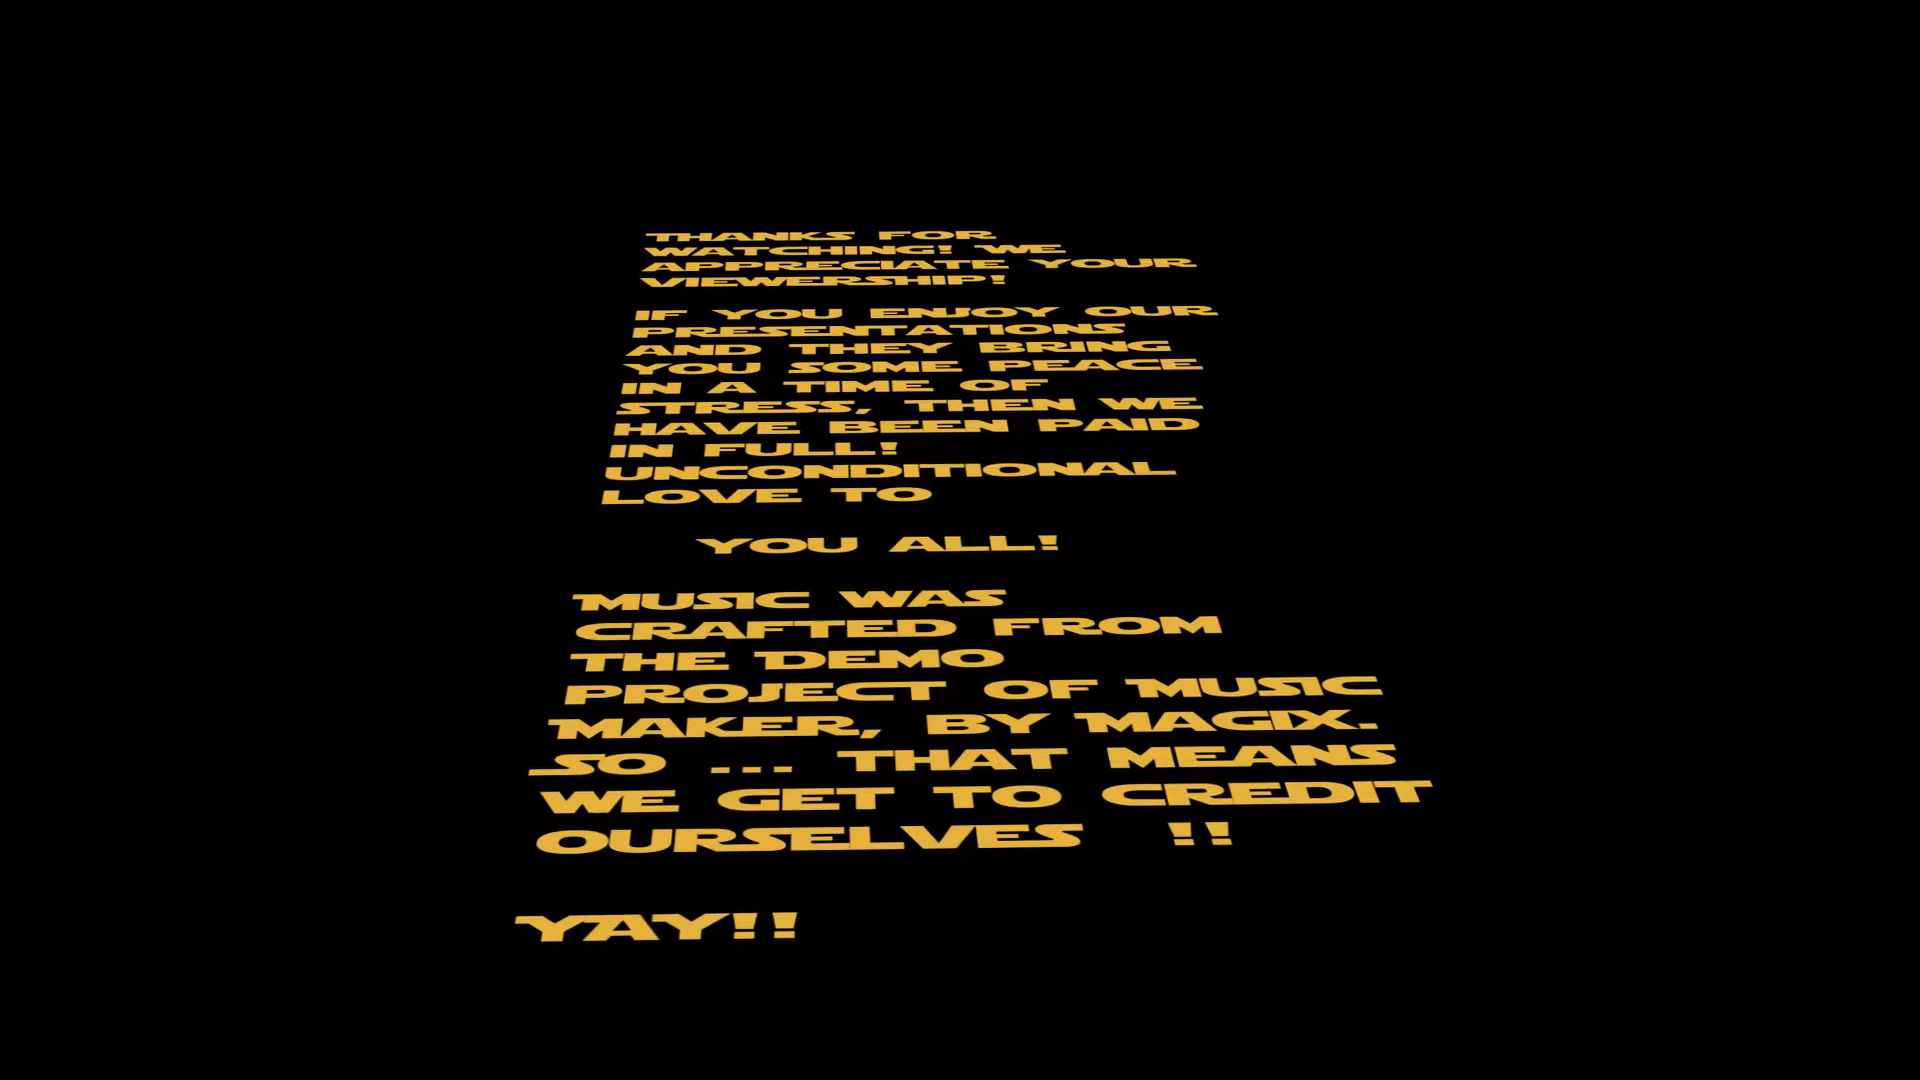 THANKS FOR
WATCHING! WE
APPRECIATE YOUR
VIEWERSHIP!
IF YOU ENJOY OUR
PRESENTATIONS
AND THEY BRING
YOU SOME PEACE
IN A TIME OF
STRESS, THEN WE
HAVE BEEN PAID
IN FULL!
UNCONDITIONAL
LOVE TO
YOU ALL!
MUSIC WAS
CRAFTED FROM
THE DEMO
PROJECT OF MUSIC
MAKER, BY MAGIX.
SO ... THAT MEANS
WE GET TO CREDIT
OURSELVES !!
YAY!!